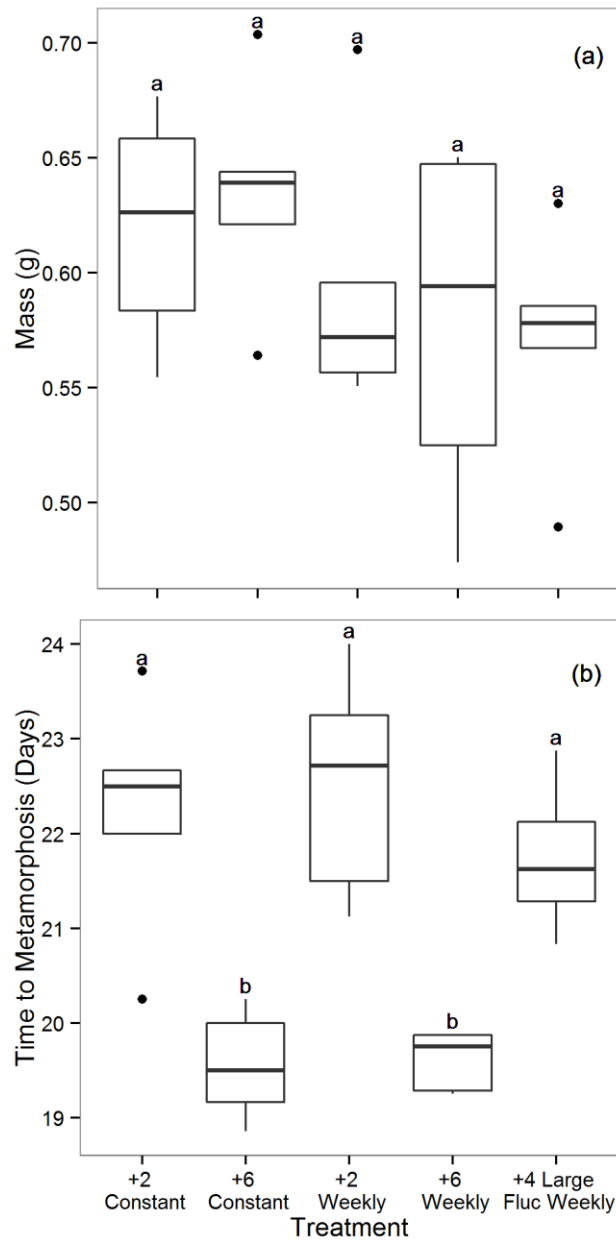 (a)
Mass (g)
0.70
0.65
0.60
0.55
0.50
a
a
a
a
a
(b)
Time to Metamorphosis (Days)
24
23
22
21
20
19
a
b
a
b
a
+2
Constant
+6
Constant
+2
Weekly
+6
Weekly
+4 Large
Fluc Weekly
Treatment